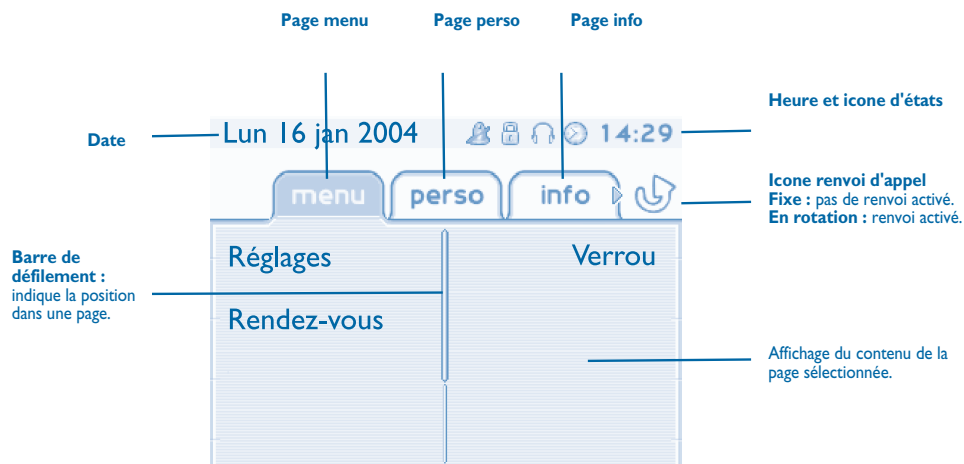 Page menu
Page perso
Page info
Heure et icone d'états
Date
Lun 16 jan 2004
14:29
menu
perso
info
Icone renvoi d'appel
Fixe : pas de renvoi activé.
En rotation : renvoi activé.
Barre de
défilement :
indique la position
dans une page.
Réglages
Verrou
Rendez-vous
Affichage du contenu de la
page sélectionnée.